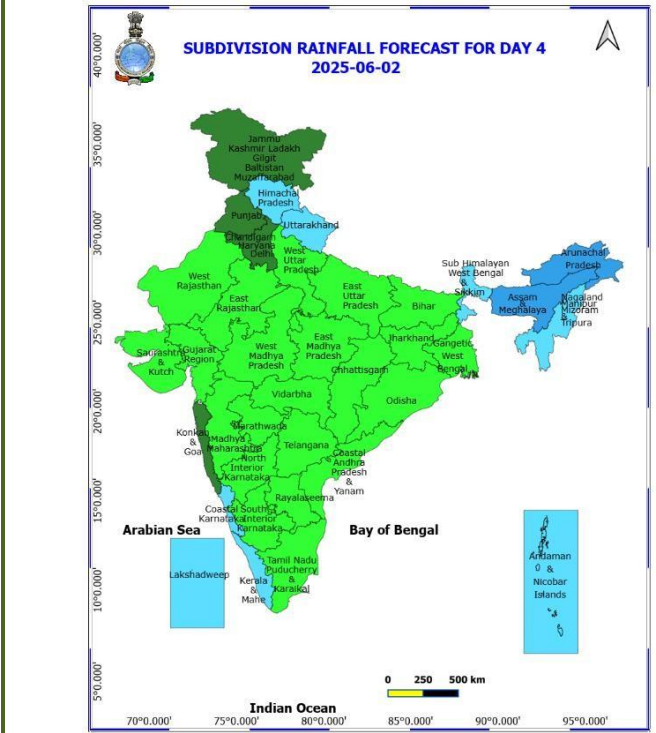 SUBDIVISION RAINFALL FORECAST FOR DAY 4
2025-06-02
40°0.000'
35°0.000'
30°0.000'
25°0.000'
20°0.000'
15°0.000'
10°0.000'
5°0.000'
Jammu
Kashmir Ladakh
Gilgit
Baltistan
Muzaffarabad
Himachal
Pradesh
Punjab
Uttarakhand
Chandigarh
Haryana
Delhi
West
Uttar
Pradesh
Arunachal
Pradesh
Sub Himalayan
West Bengal
&
Sikkim
West
Rajasthan
East
Rajasthan
East
Uttar
Pradesh
Bihar
Assam
&
Meghalaya
Nagaland
Manipur
Mizoram
&
Tripura
Saurashtra
&
Kutch
Gujarat
Region
West
Madhya
Pradesh
East
Madhya
Pradesh
Jharkhand
Gangetic
West
Bengal
Chhattisgarh
Vidarbha
Odisha
Konkan
&
Goa
Marathwada
Madhya
Maharashtra
Telangana
North
Interior
Karnataka
Coastal
Andhra
Pradesh
&
Yanam
Rayalaseema
Coastal
Karnataka
South
Interior
Karnataka
Arabian Sea
Bay of Bengal
Lakshadweep
Kerala
&
Mahe
Tamil Nadu
Puducherry
&
Karaikal
Andaman
&
Nicobar
Islands
0 250 500 km
Indian Ocean
70°0.000' 75°0.000' 80°0.000' 85°0.000' 90°0.000' 95°0.000'